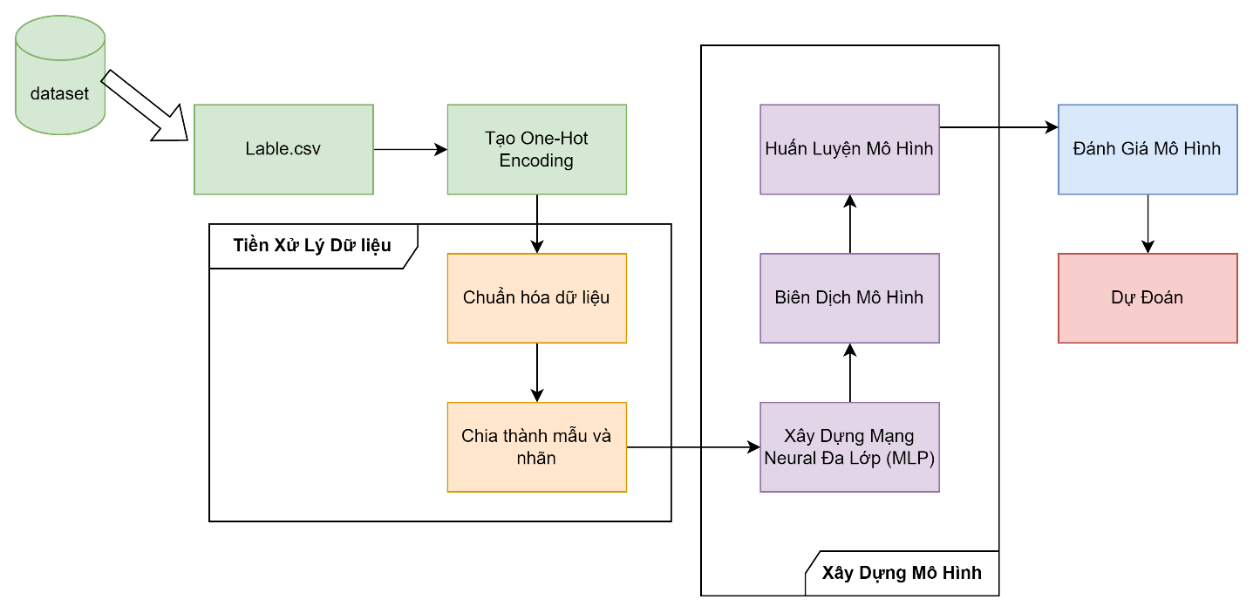 dataset
Lable.csv
Tạo One-Hot
Encoding
Tiền Xử Lý Dữ liệu
Chuẩn hóa dữ liệu
Chia thành mẫu và
nhãn
Xây Dựng Mạng
Neural Đa Lớp (MLP)
Biên Dịch Mô Hình
Huấn Luyện Mô Hình
Xây Dựng Mô Hình
Đánh Giá Mô Hình
Dự Đoán